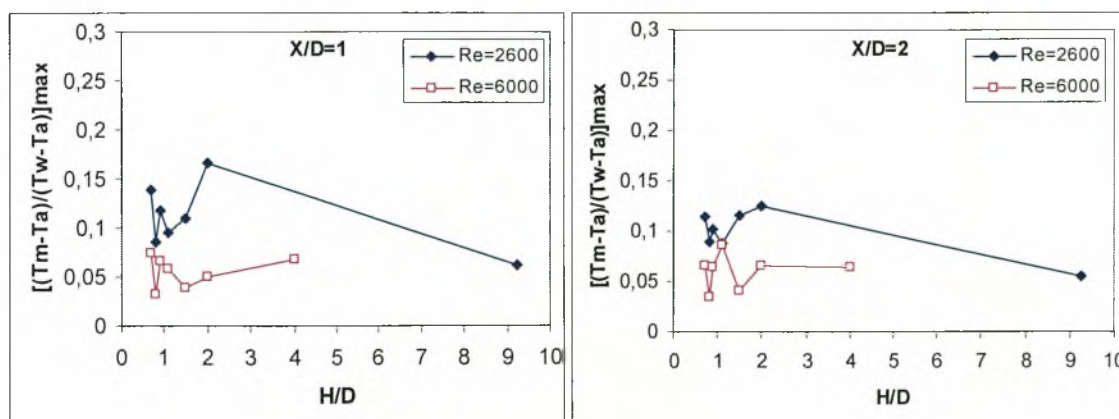 X/D=1
Re=2600
Re=6000
[(Tm-Ta)/(Tw-Ta)]max
0,3
0,25
0,2
0,15
0,1
0,05
0
0 1 2 3 4 5 6 7 8 9 10
H/D
X/D=2
Re=2600
Re=6000
[(Tm-Ta)/(Tw-Ta)]max
0,3
0,25
0,2
0,15
0,1
0,05
0
0 1 2 3 4 5 6 7 8 9 10
H/D